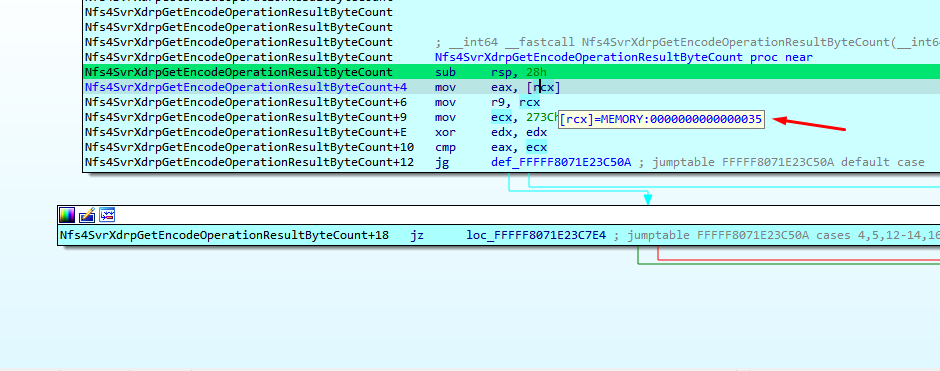 Nfs4SvrXdrpGetEncodeOperationResultByteCount
Nfs4SvrXdrpGetEncodeOperationResultByteCount
Nfs4SvrXdrpGetEncodeOperationResultByteCount ; __int64 __fastcall Nfs4SvrXdrpGetEncodeOperationResultByteCount(__int64
Nfs4SvrXdrpGetEncodeOperationResultByteCount Nfs4SvrXdrpGetEncodeOperationResultByteCount proc near
Nfs4SvrXdrpGetEncodeOperationResultByteCount sub rsp, 28h
Nfs4SvrXdrpGetEncodeOperationResultByteCount+4 mov eax, [rcx]
Nfs4SvrXdrpGetEncodeOperationResultByteCount+6 mov r9, rcx
Nfs4SvrXdrpGetEncodeOperationResultByteCount+9 mov ecx, 273Ch
[rcx]=MEMORY:0000000000000035
Nfs4SvrXdrpGetEncodeOperationResultByteCount+E xor edx, edx
Nfs4SvrXdrpGetEncodeOperationResultByteCount+10 cmp eax, ecx
Nfs4SvrXdrpGetEncodeOperationResultByteCount+12 jg def_FFFFF8071E23C50A ; jumptable FFFFF8071E23C50A default case
Nfs4SvrXdrpGetEncodeOperationResultByteCount+18 jz loc_FFFFF8071E23C7E4 ; jumptable FFFFF8071E23C50A cases 4,5,12-14,16